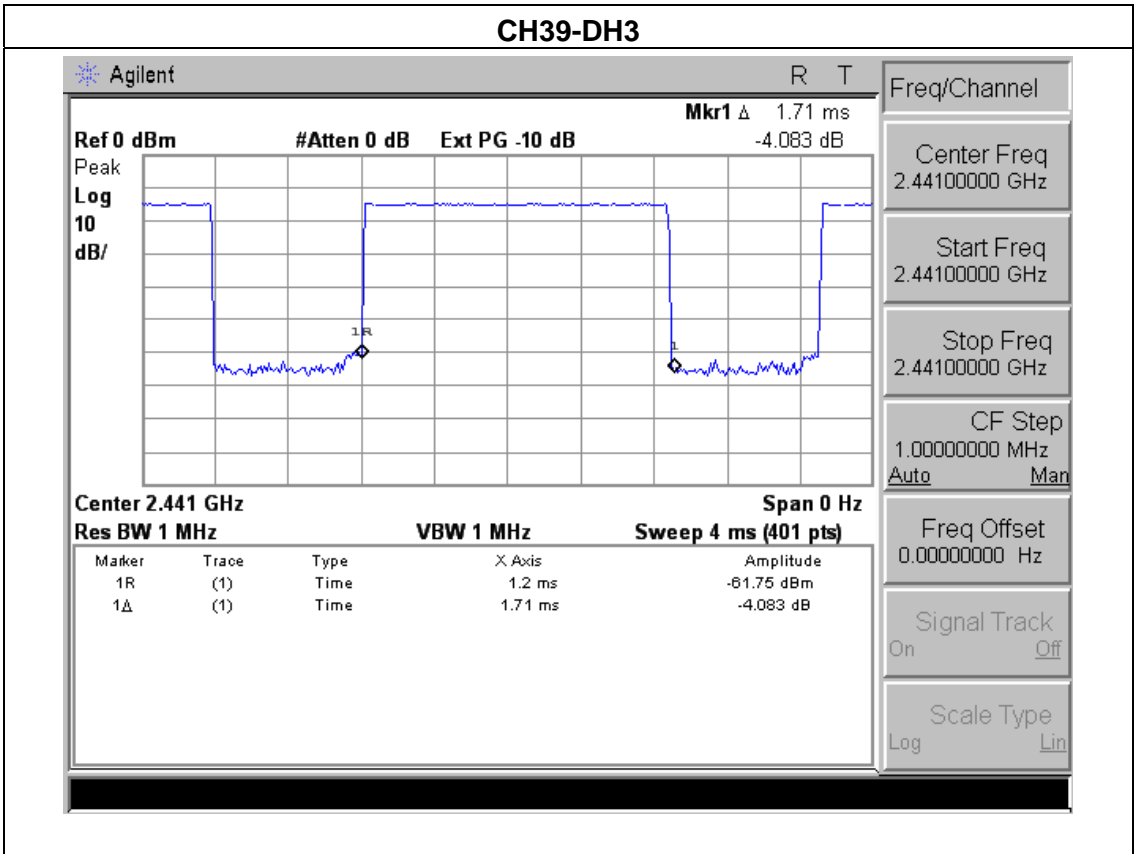 CH39-DH3
Agilent R T
Mkr1 Δ 1.71 ms
Ref 0 dBm #Atten 0 dB Ext PG -10 dB -4.083 dB
Peak
Log
10
dB/
1R
1
Center 2.441 GHz Span 0 Hz
Res BW 1 MHz VBW 1 MHz Sweep 4 ms (401 pts)
Marker Trace Type X Axis Amplitude
1R (1) Time 1.2 ms -61.75 dBm
1Δ (1) Time 1.71 ms -4.083 dB
Freq/Channel
Center Freq
2.44100000 GHz
Start Freq
2.44100000 GHz
Stop Freq
2.44100000 GHz
CF Step
1.00000000 MHz
Auto Man
Freq Offset
0.00000000 Hz
Signal Track
On Off
Scale Type
Log Lin